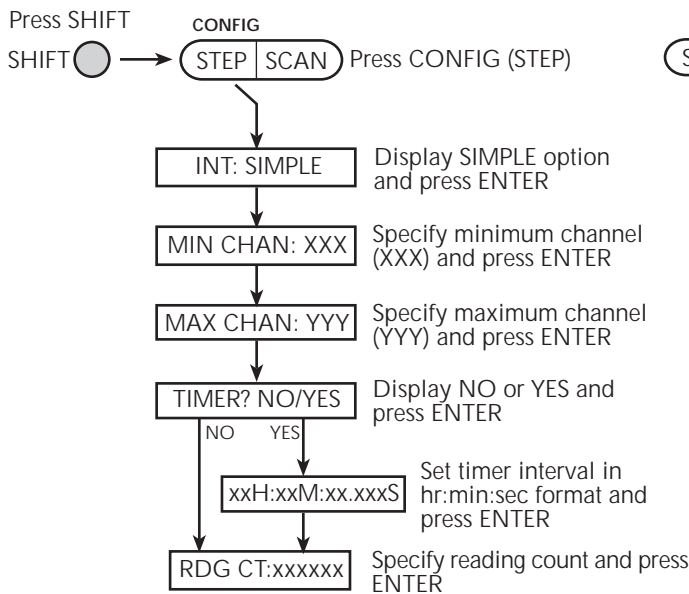 Press SHIFT
CONFIG
SHIFT
STEP SCAN
Press CONFIG (STEP)
S
INT: SIMPLE
Display SIMPLE option
and press ENTER
MIN CHAN: XXX
Specify minimum channel
(XXX) and press ENTER
MAX CHAN: YYY
Specify maximum channel
(YYY) and press ENTER
TIMER? NO/YES
Display NO or YES and
press ENTER
NO YES
xxH:xxM:xx.xxxS
Set timer interval in
hr:min:sec format and
press ENTER
RDG CT:xxxxxx
Specify reading count and press
ENTER